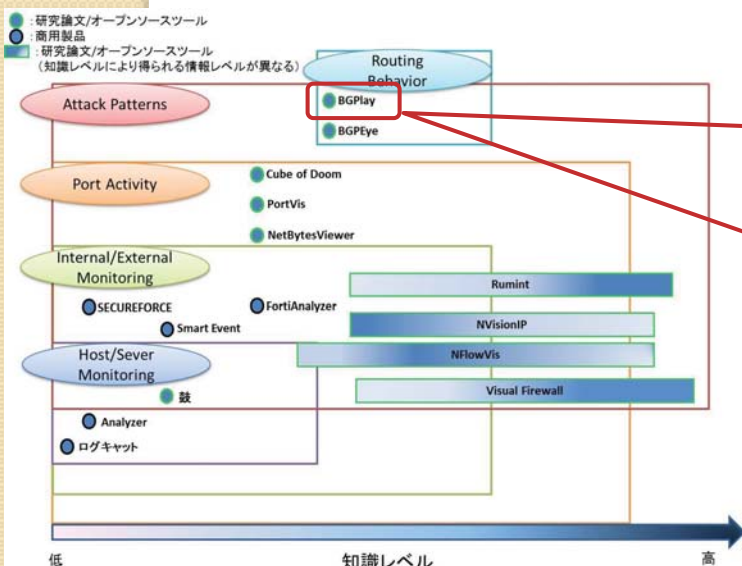 :研究論文/オープンソースツール
:商用製品
:研究論文/オープンソースツール
(知識レベルにより得られる情報レベルが異なる)
Routing
Behavior
Attack Patterns
BGPlay
BGPEye
Port Activity
Cube of Doom
PortVis
NetBytesViewer
Internal/External
Monitoring
Rumint
SECUREFORCE
FortiAnalyzer
Smart Event
NVisionIP
Host/Sever
Monitoring
NFlowVis
鼓
Visual Firewall
Analyzer
ログキャット
低
知識レベル
高